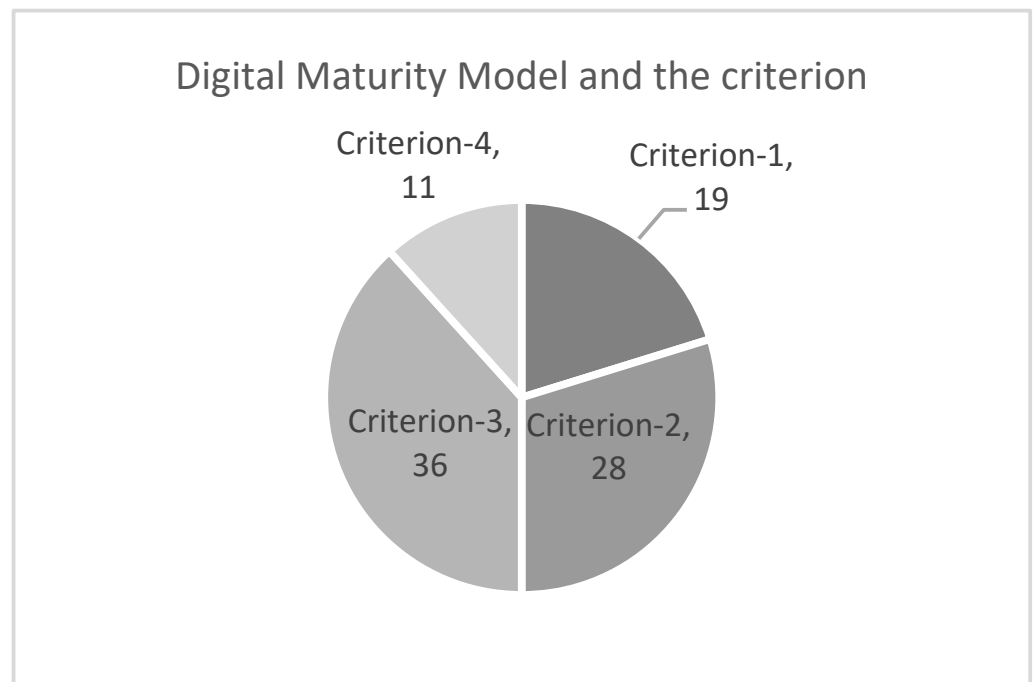 Digital Maturity Model and the criterion
Criterion-4,
11
Criterion-1,
19
Criterion-3,
36
Criterion-2,
28